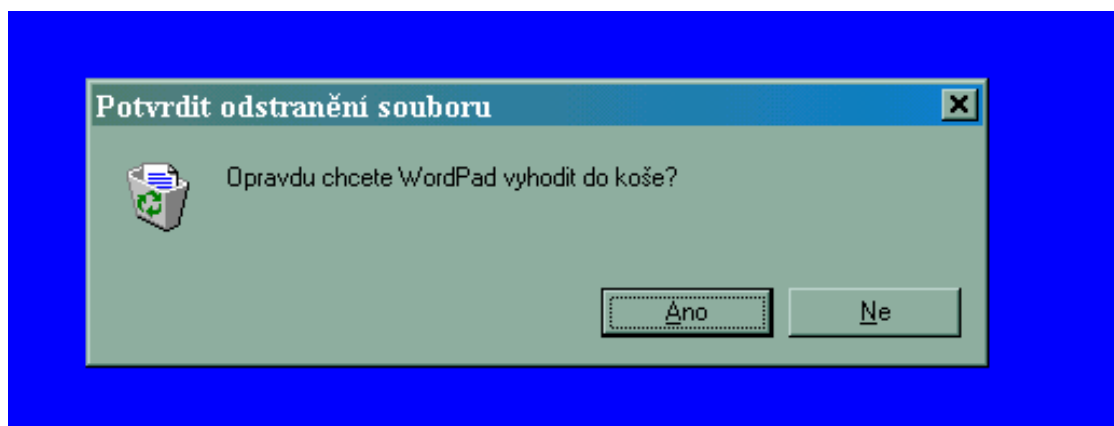 Potvrdit odstranění souboru
Opravdu chcete WordPad vyhodit do koše?
Ano
Ne